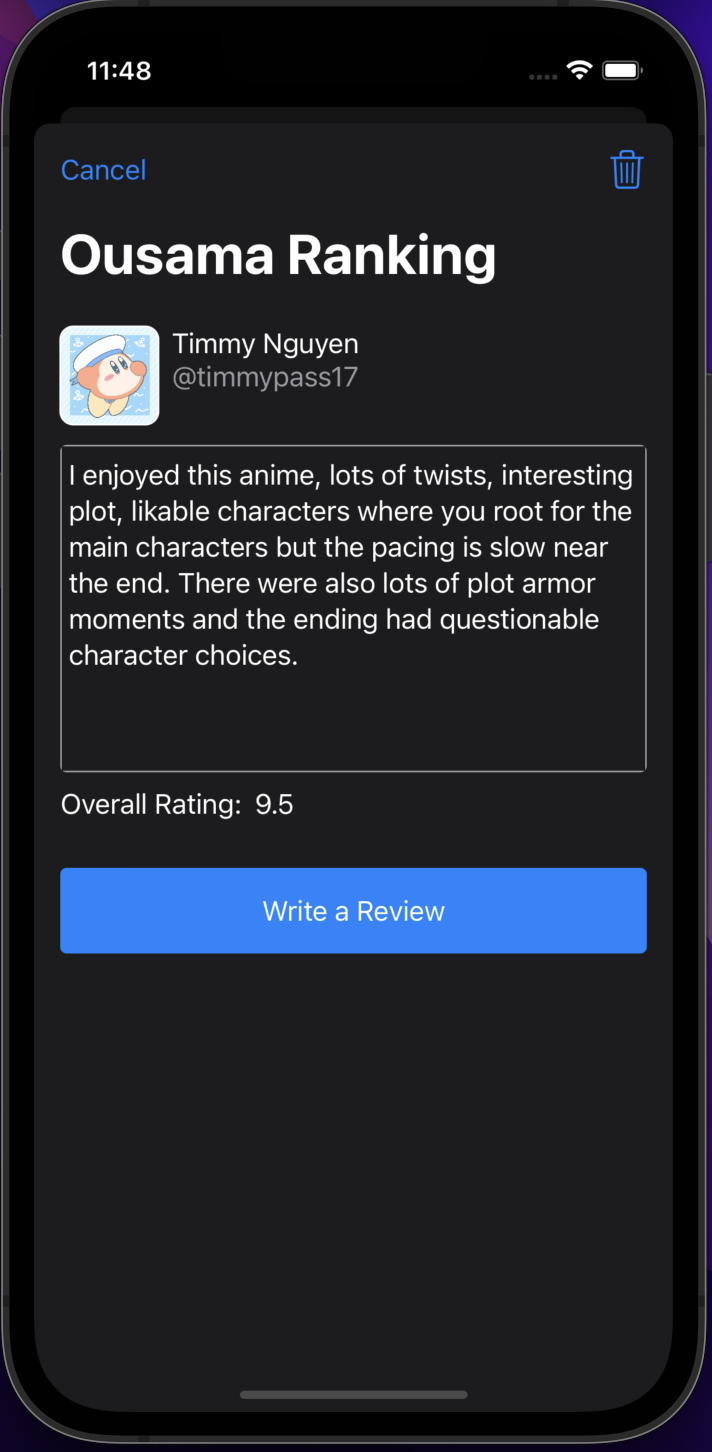 11:48
Cancel
Ousama Ranking
Timmy Nguyen
@timmypass17
I enjoyed this anime, lots of twists, interesting
plot, likable characters where you root for the
main characters but the pacing is slow near
the end. There were also lots of plot armor
moments and the ending had questionable
character choices.
Overall Rating: 9.5
Write a Review